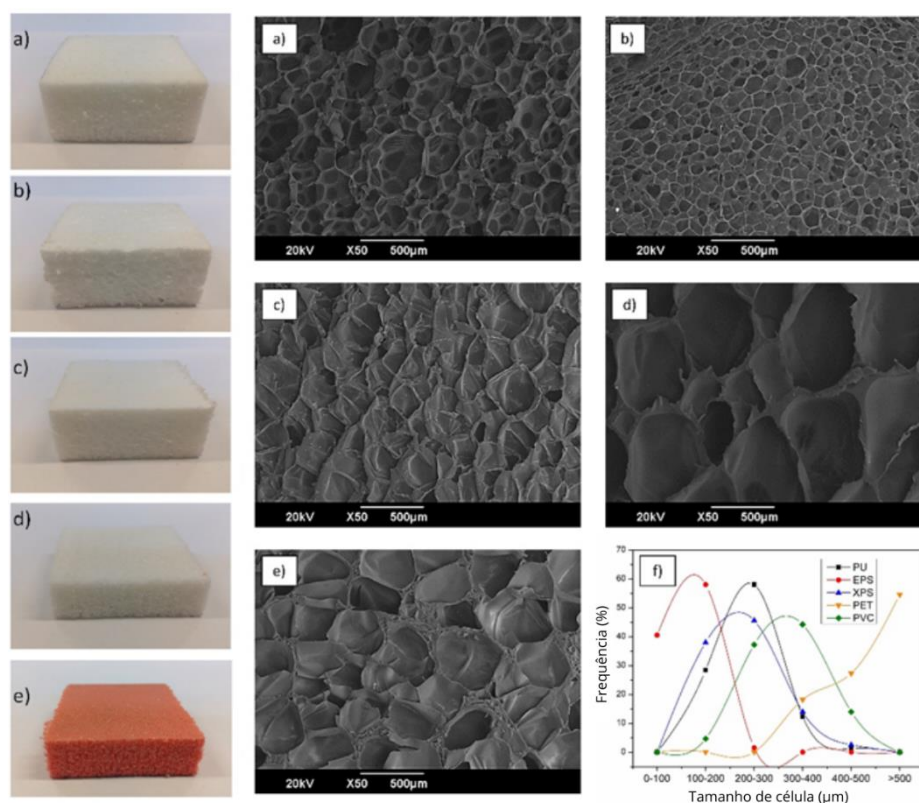 a)
b)
c)
d)
e)
a)
20kV X50 500µm
b)
20kV X50 500µm
c)
20kV X50 500µm
d)
20kV X50 500µm
e)
20kV X50 500µm
f)
Frequência (%)
70
60
50
40
30
20
10
0
PU
EPS
XPS
PET
PVC
0-100 100-200 200-300 300-400 400-500 >500
Tamanho de célula (µm)